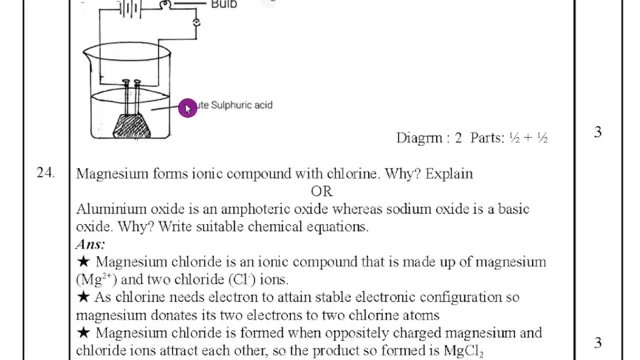 Bulb
ute Sulphuric acid
Diagrm : 2 Parts: ½ + ½
3
24.
Magnesium forms ionic compound with chlorine. Why? Explain
OR
Aluminium oxide is an amphoteric oxide whereas sodium oxide is a basic
oxide. Why? Write suitable chemical equations.
Ans:
★ Magnesium chloride is an ionic compound that is made up of magnesium
(Mg²⁺) and two chloride (Cl⁻) ions.
★ As chlorine needs electron to attain stable electronic configuration so
magnesium donates its two electrons to two chlorine atoms
★ Magnesium chloride is formed when oppositely charged magnesium and
chloride ions attract each other, so the product so formed is MgCl₂
3